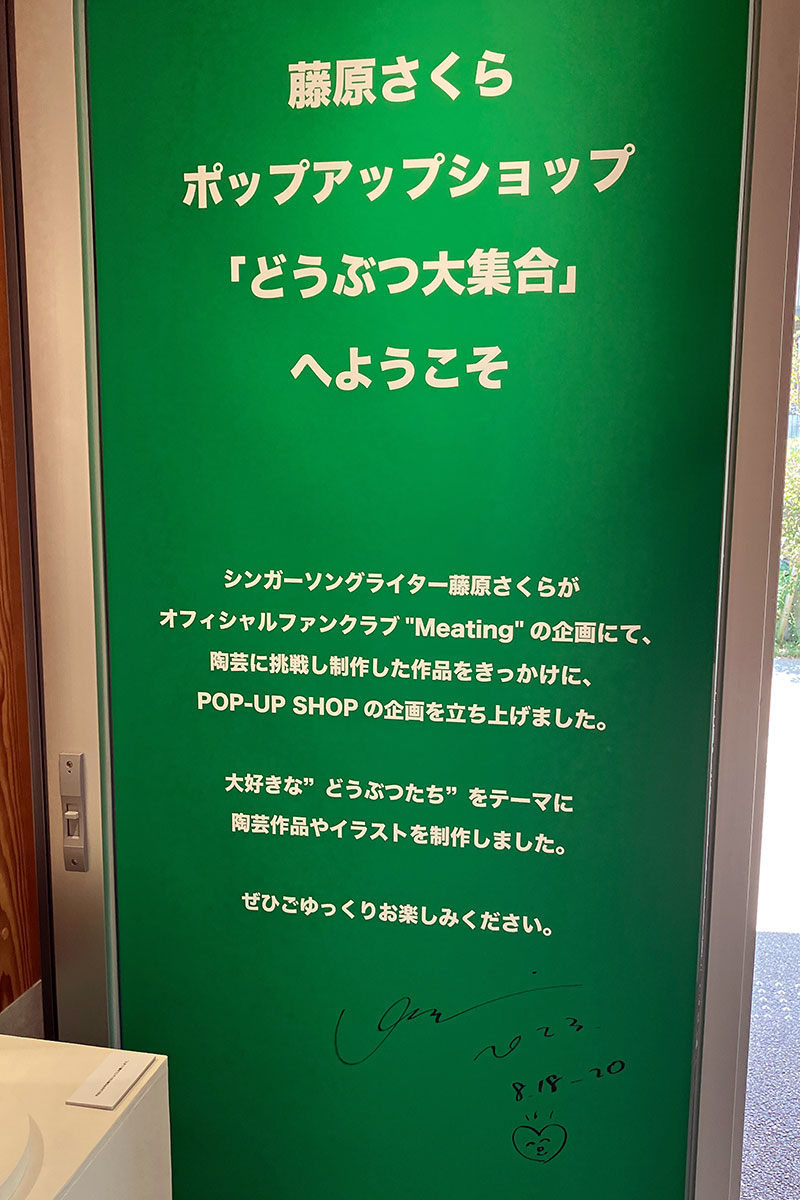 藤原さくら
ポップアップショップ
「どうぶつ大集合」
へようこそ
シンガーソングライター藤原さくらが
オフィシャルファンクラブ"Meating"の企画にて、
陶芸に挑戦し制作した作品をきっかけに、
POP-UP SHOPの企画を立ち上げました。
大好きな”どうぶつたち”をテーマに
陶芸作品やイラストを制作しました。
ぜひごゆっくりお楽しみください。
2023.
8.18-20